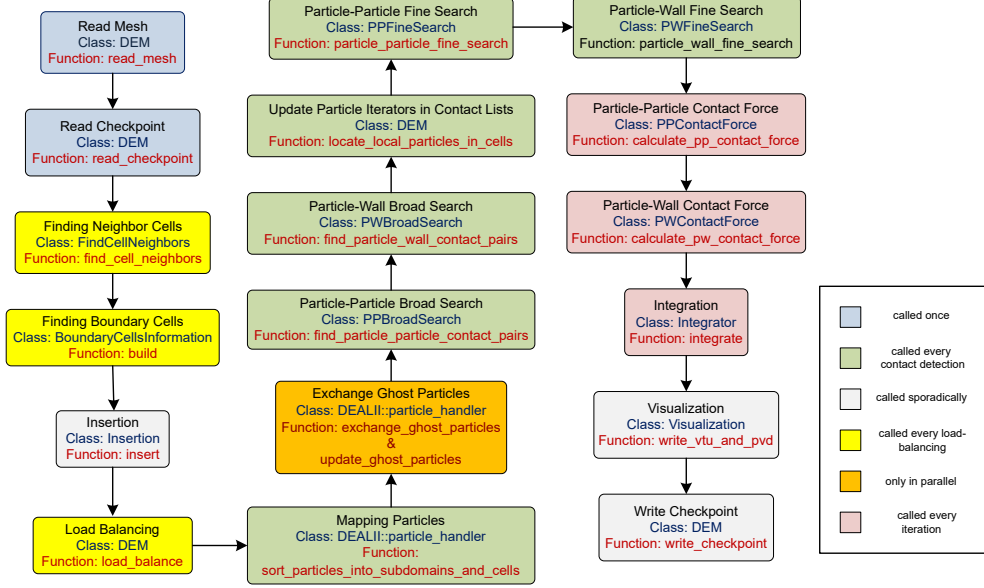 Read Mesh
Class: DEM
Function: read_mesh
Read Checkpoint
Class: DEM
Function: read_checkpoint
Finding Neighbor Cells
Class: FindCellNeighbors
Function: find_cell_neighbors
Finding Boundary Cells
Class: BoundaryCellsInformation
Function: build
Insertion
Class: Insertion
Function: insert
Load Balancing
Class: DEM
Function: load_balance
Mapping Particles
Class: DEALII::particle_handler
Function:
sort_particles_into_subdomains_and_cells
Exchange Ghost Particles
Class: DEALII::particle_handler
Function: exchange_ghost_particles
&
update_ghost_particles
Particle-Particle Broad Search
Class: PPBroadSearch
Function: find_particle_particle_contact_pairs
Particle-Wall Broad Search
Class: PWBroadSearch
Function: find_particle_wall_contact_pairs
Update Particle Iterators in Contact Lists
Class: DEM
Function: locate_local_particles_in_cells
Particle-Particle Fine Search
Class: PPFineSearch
Function: particle_particle_fine_search
Particle-Wall Fine Search
Class: PWFineSearch
Function: particle_wall_fine_search
Particle-Particle Contact Force
Class: PPContactForce
Function: calculate_pp_contact_force
Particle-Wall Contact Force
Class: PWContactForce
Function: calculate_pw_contact_force
Integration
Class: Integrator
Function: integrate
Visualization
Class: Visualization
Function: write_vtu_and_pvd
Write Checkpoint
Class: DEM
Function: write_checkpoint
called once
called every
contact detection
called sporadically
called every load-
balancing
only in parallel
called every
iteration